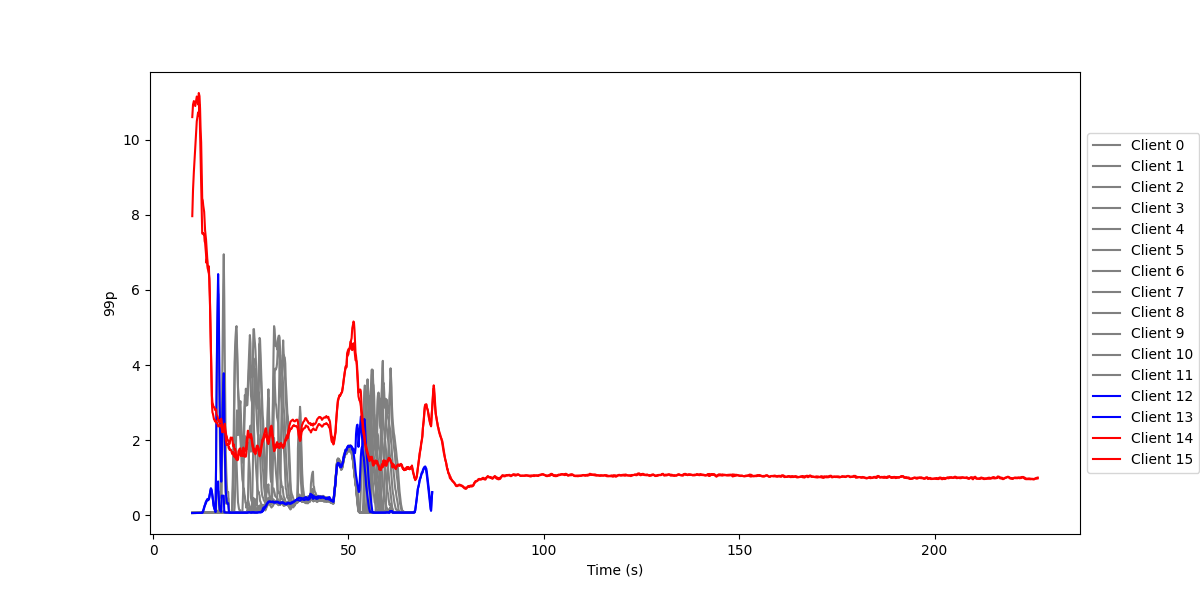 10
8
6
4
2
0
99p
0
50
100
150
200
Time (s)
Client 0
Client 1
Client 2
Client 3
Client 4
Client 5
Client 6
Client 7
Client 8
Client 9
Client 10
Client 11
Client 12
Client 13
Client 14
Client 15